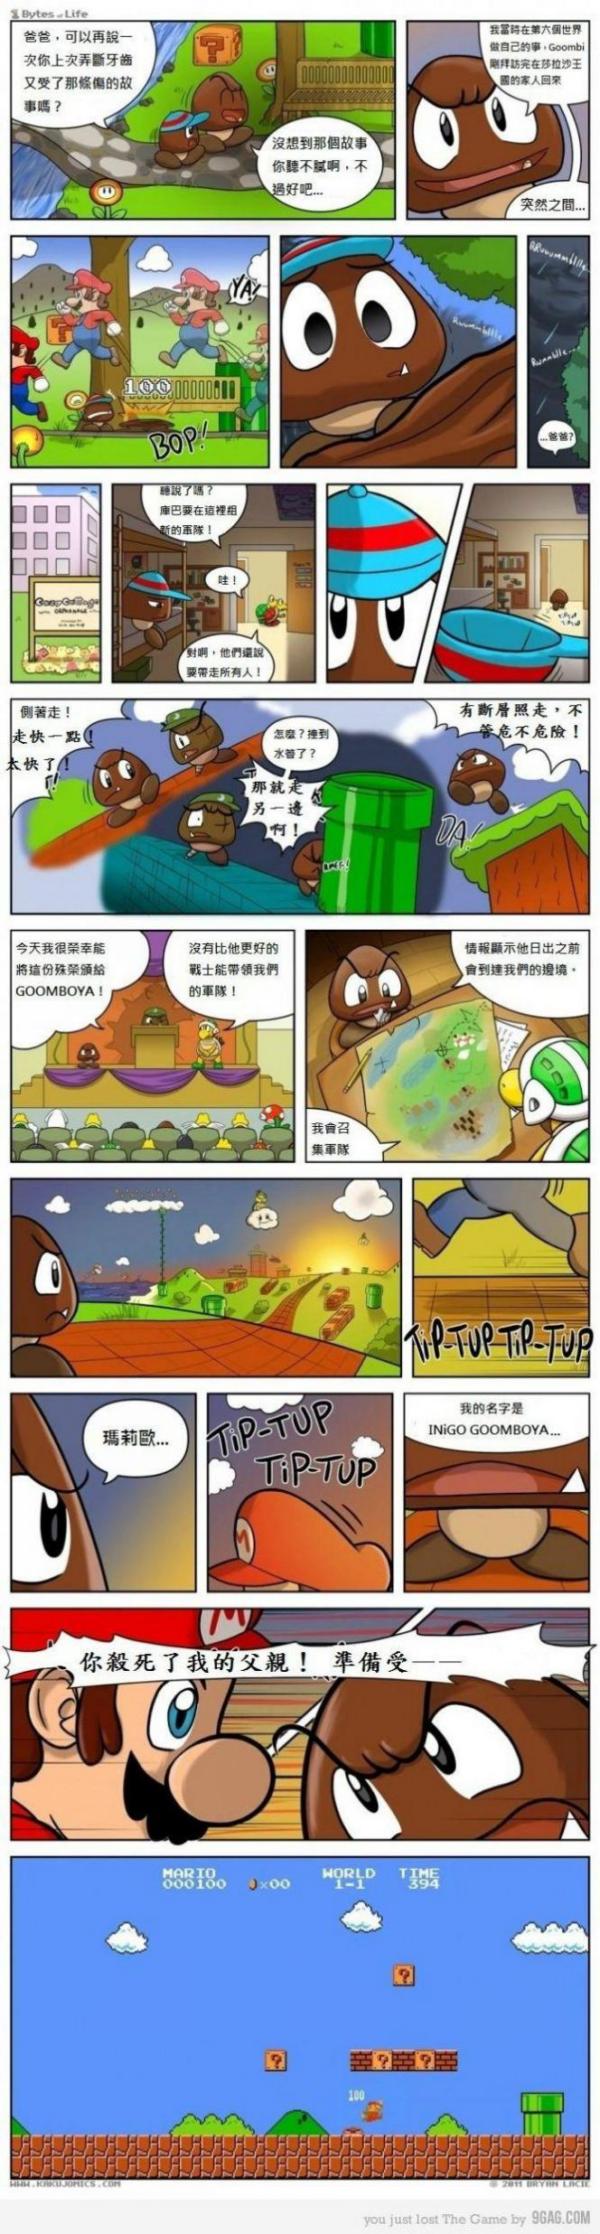 Bytes of Life
爸爸，可以再說一
次你上次弄斷牙齒
又受了那條傷的故
事嗎？
沒想到那個故事
你聽不膩啊，不
過好吧...
我當時在第六個世界
做自己的事，Goombi
剛拜訪完在莎拉沙王
國的家人回來
突然之間...
YA!
100
BOP!
Ruuummbllle
Rummblle...
...爸爸?
聽說了嗎？
庫巴要在這裡組
新的軍隊！
哇！
對啊，他們還說
要帶走所有人！
ORPHANAGE
側著走！
走快一點！
太快了！
怎麼？撞到
水管了？
那就走
另一邊
啊！
有斷層照走，不
管危不危險！
DA!
今天我很榮幸能
將這份殊榮頒給
GOOMBOYA！
沒有比他更好的
戰士能帶領我們
的軍隊！
情報顯示他日出之前
會到達我們的邊境。
我會召
集軍隊
TiP-TUP TiP-TUP
瑪莉歐...
TiP-TUP
TiP-TUP
M
我的名字是
INiGO GOOMBOYA...
M
你殺死了我的父親！ 準備受——
MARIO WORLD TIME
000100 ×00 1-1 394
100
WWW.KAKUJOMICS.COM © 2011 BRYAN LACIE
you just lost The Game by 9GAG.COM